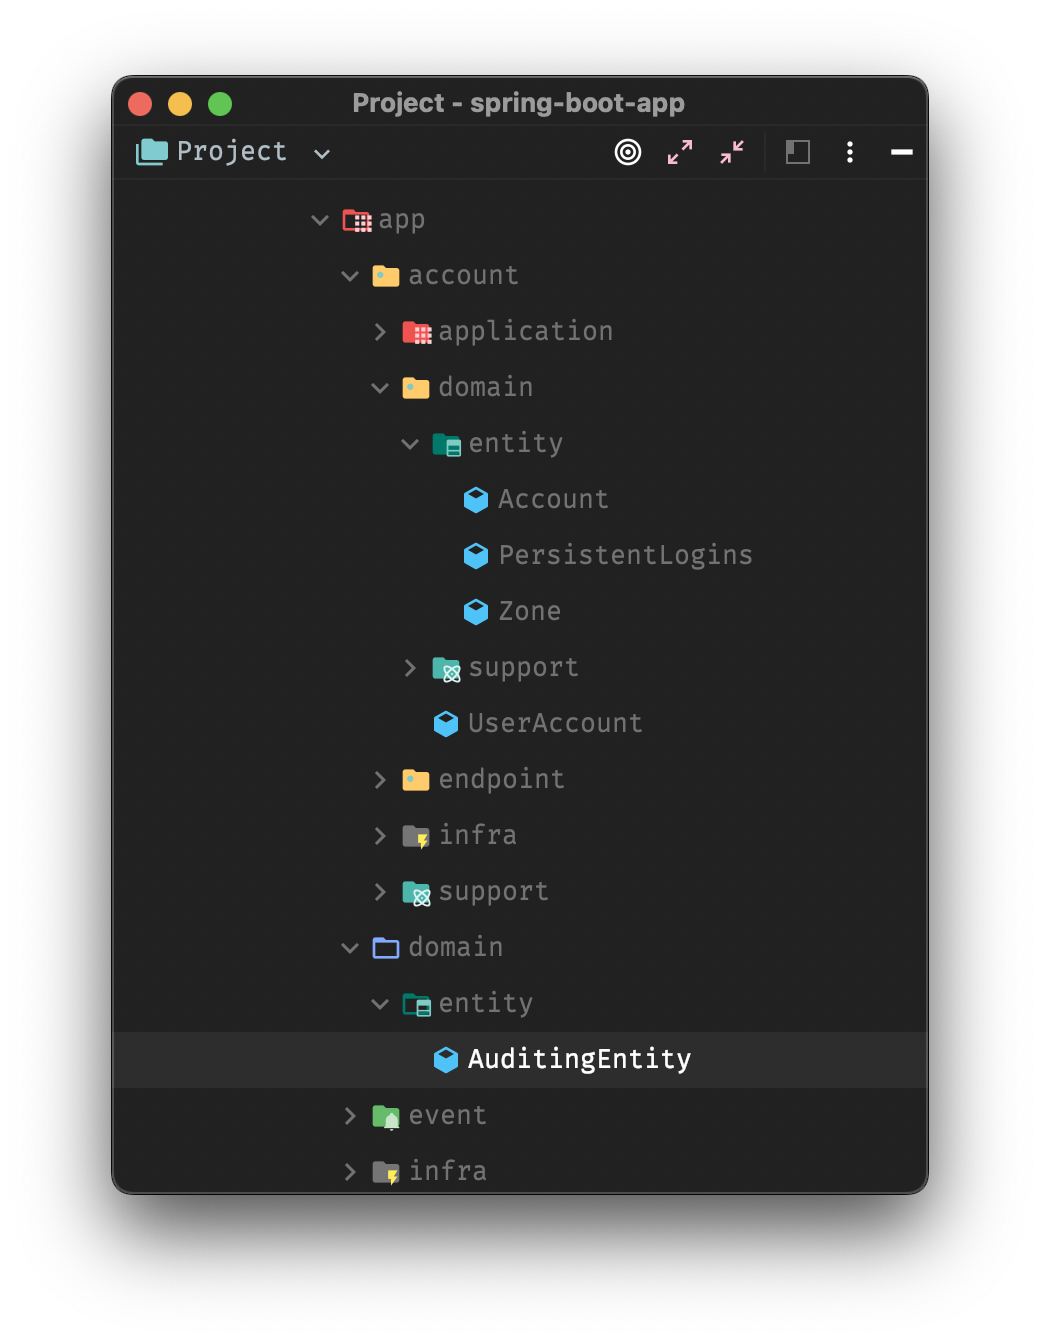 Project - spring-boot-app
Project
app
account
application
domain
entity
Account
PersistentLogins
Zone
support
UserAccount
endpoint
infra
support
domain
entity
AuditingEntity
event
infra